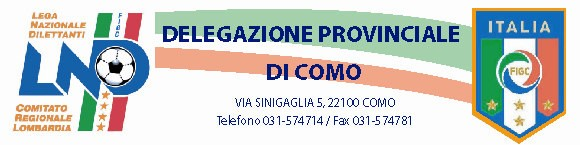 LEGA
NAZIONALE
DILETTANTI
FIGC
LND
COMITATO
REGIONALE
LOMBARDIA
DELEGAZIONE PROVINCIALE
DI COMO
VIA SINIGAGLIA 5, 22100 COMO
Telefono 031-574714 / Fax 031-574781
ITALIA
FIGC